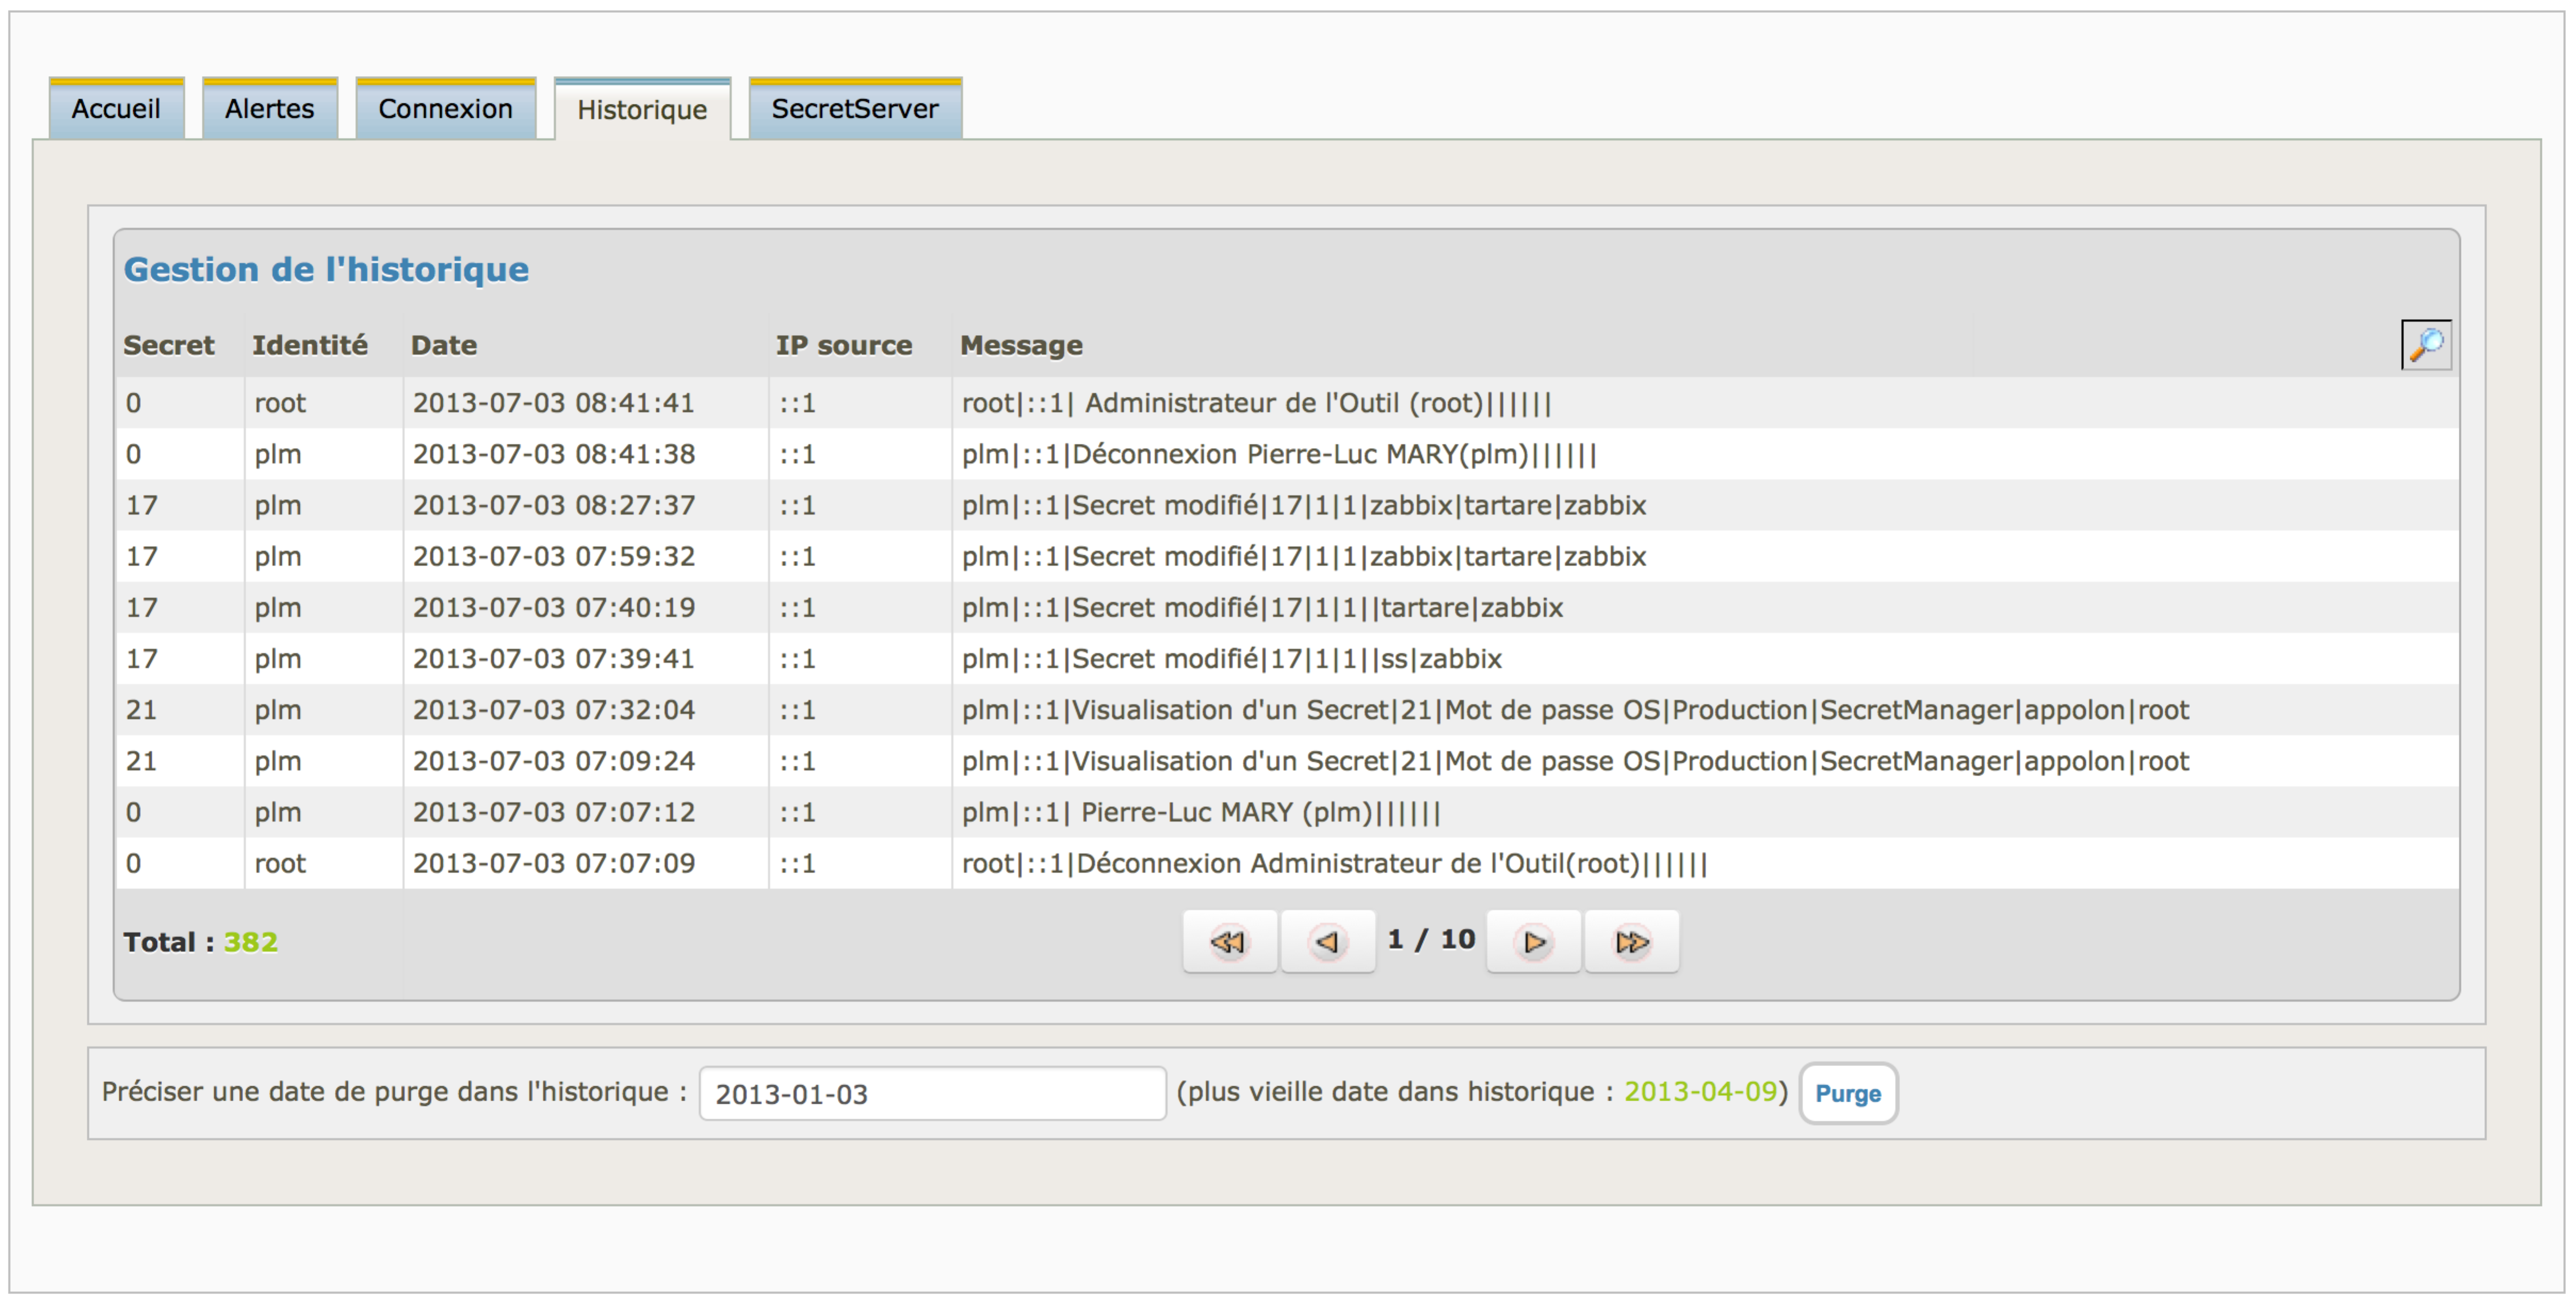 Accueil Alertes Connexion Historique SecretServer
Gestion de l'historique
Secret Identité Date IP source Message
0 root 2013-07-03 08:41:41 ::1 root|::1| Administrateur de l'Outil (root)||||||
0 plm 2013-07-03 08:41:38 ::1 plm|::1|Déconnexion Pierre-Luc MARY(plm)||||||
17 plm 2013-07-03 08:27:37 ::1 plm|::1|Secret modifié|17|1|1|zabbix|tartare|zabbix
17 plm 2013-07-03 07:59:32 ::1 plm|::1|Secret modifié|17|1|1|zabbix|tartare|zabbix
17 plm 2013-07-03 07:40:19 ::1 plm|::1|Secret modifié|17|1|1||tartare|zabbix
17 plm 2013-07-03 07:39:41 ::1 plm|::1|Secret modifié|17|1|1||ss|zabbix
21 plm 2013-07-03 07:32:04 ::1 plm|::1|Visualisation d'un Secret|21|Mot de passe OS|Production|SecretManager|appolon|root
21 plm 2013-07-03 07:09:24 ::1 plm|::1|Visualisation d'un Secret|21|Mot de passe OS|Production|SecretManager|appolon|root
0 plm 2013-07-03 07:07:12 ::1 plm|::1| Pierre-Luc MARY (plm)||||||
0 root 2013-07-03 07:07:09 ::1 root|::1|Déconnexion Administrateur de l'Outil(root)||||||
Total : 382 1 / 10
Préciser une date de purge dans l'historique : 2013-01-03 (plus vieille date dans historique : 2013-04-09) Purge